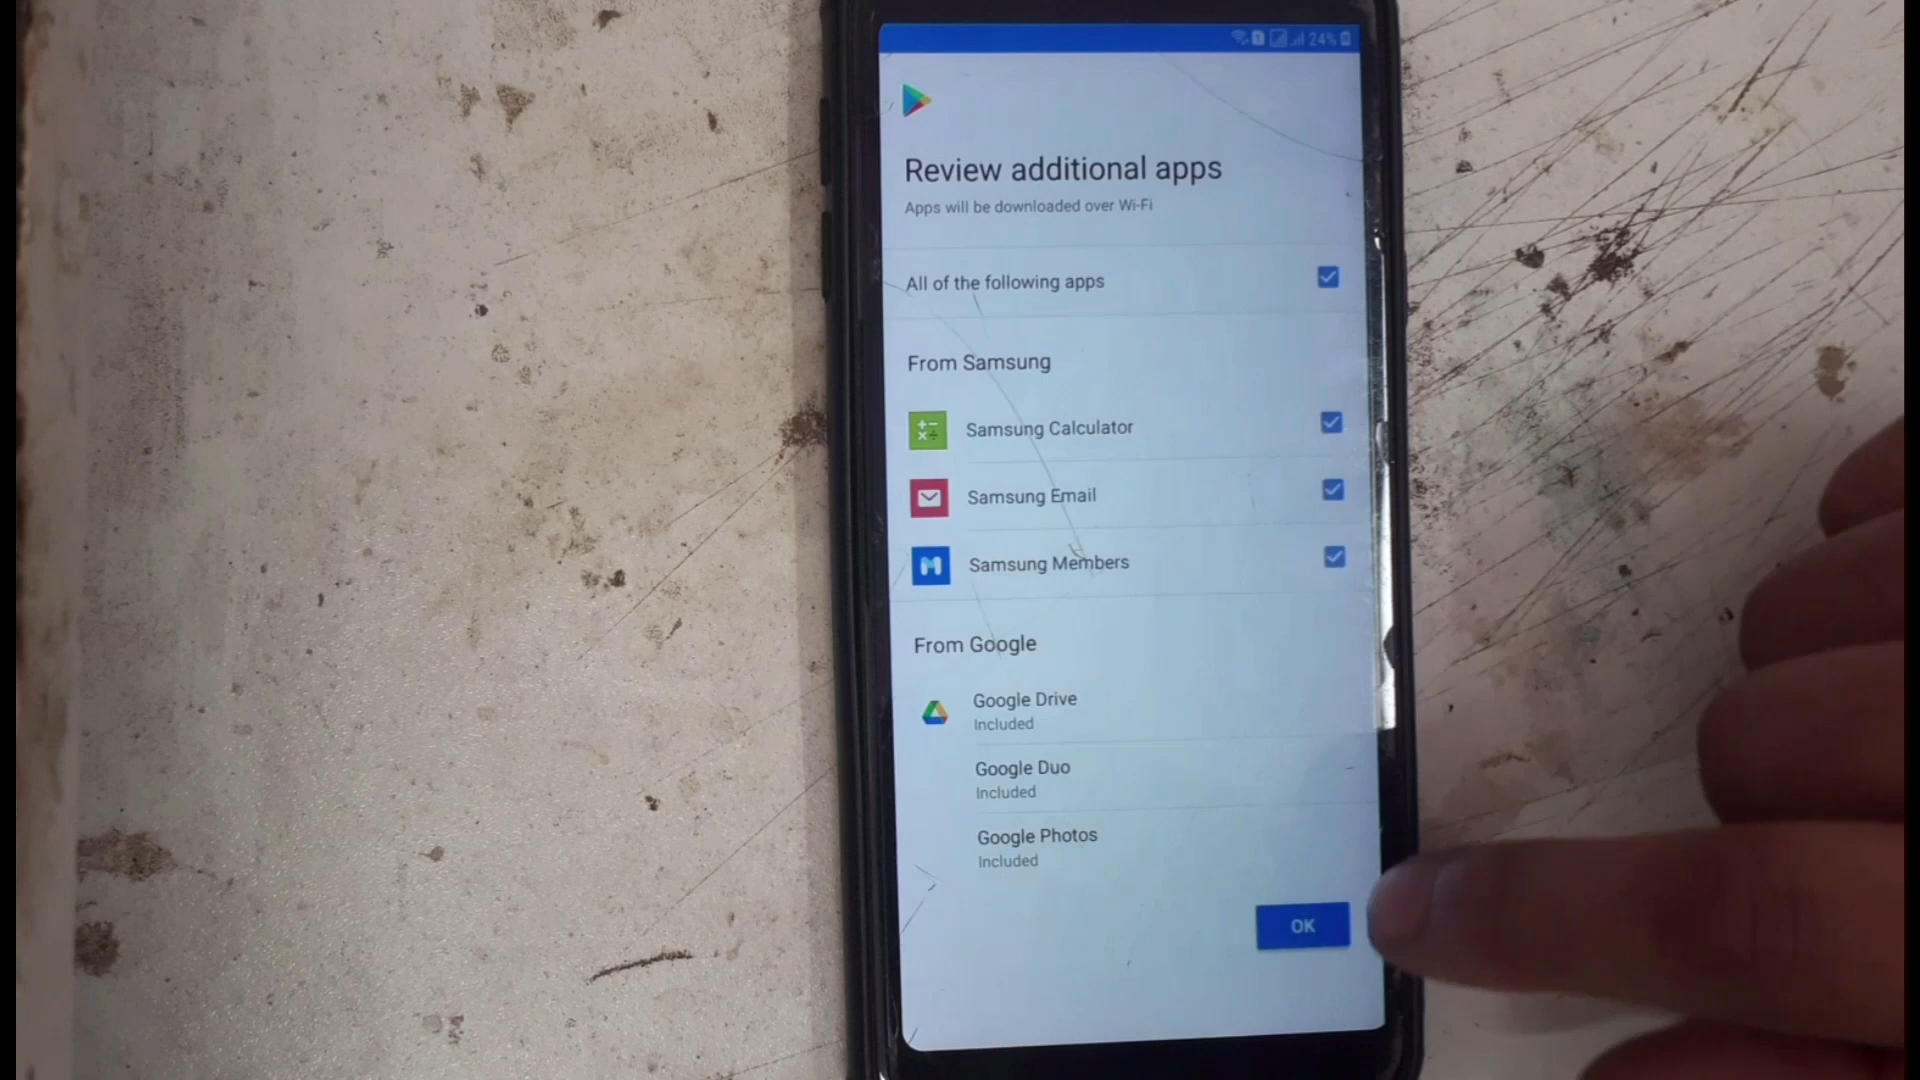 24%
Review additional apps
Apps will be downloaded over Wi-Fi
All of the following apps
From Samsung
Samsung Calculator
Samsung Email
Samsung Members
From Google
Google Drive
Included
Google Duo
Included
Google Photos
Included
OK